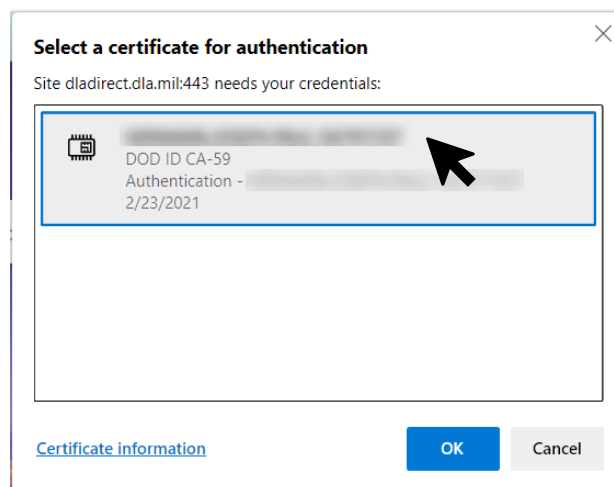 Select a certificate for authentication
Site dladirect.dla.mil:443 needs your credentials:
DOD ID CA-59
Authentication -
2/23/2021
Certificate information
OK
Cancel